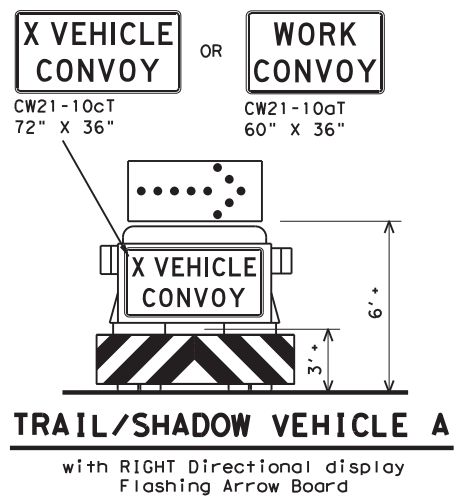 X VEHICLE
CONVOY
OR
WORK
CONVOY
CW21-10cT
72" X 36"
CW21-10aT
60" X 36"
X VEHICLE
CONVOY
6' +
3' +
TRAIL/SHADOW VEHICLE A
with RIGHT Directional display
Flashing Arrow Board